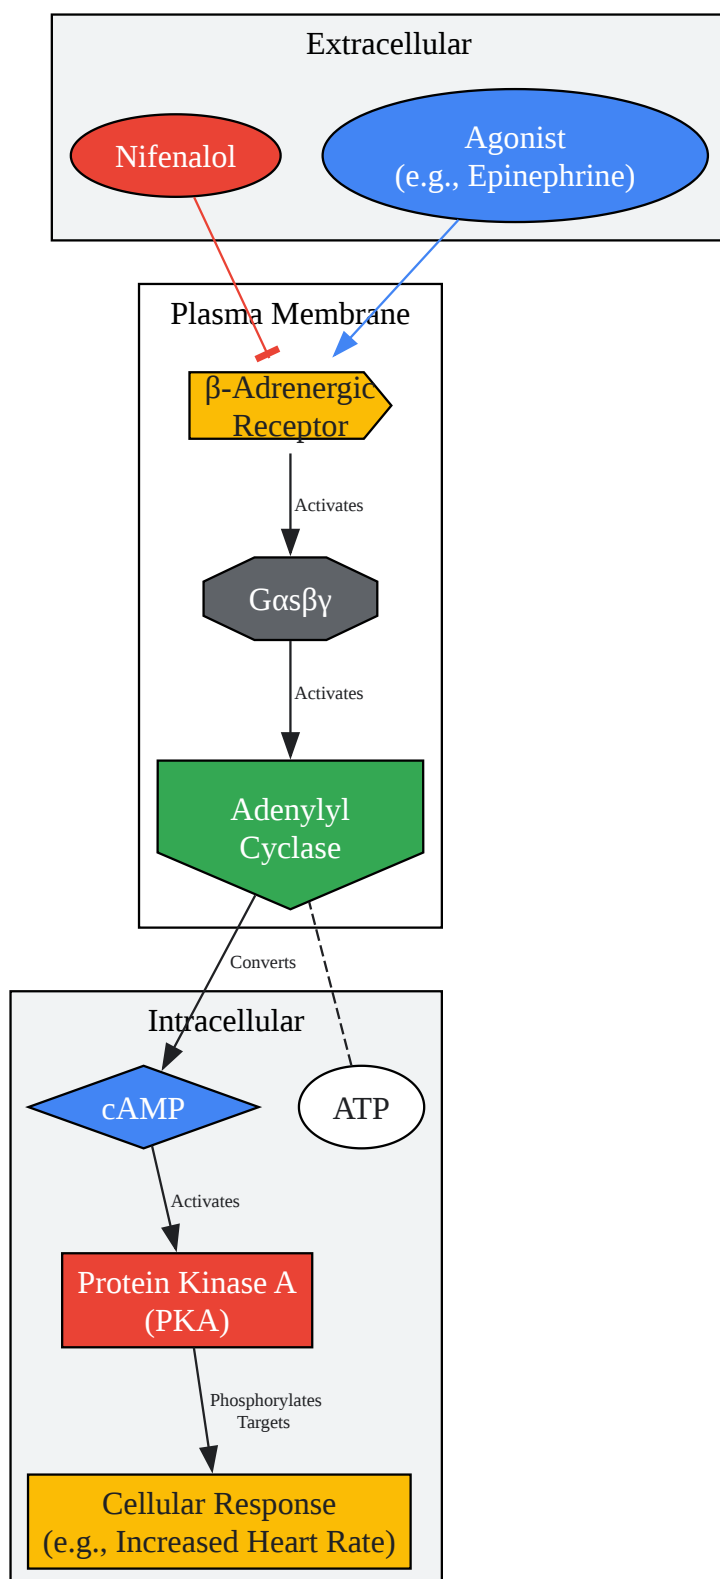 Extracellular
Nifenalol
Agonist
(e.g., Epinephrine)
Plasma Membrane
β-Adrenergic
Receptor
Activates
Gαsβγ
Activates
Adenylyl
Cyclase
Converts
Intracellular
cAMP
ATP
Activates
Protein Kinase A
(PKA)
Phosphorylates
Targets
Cellular Response
(e.g., Increased Heart Rate)